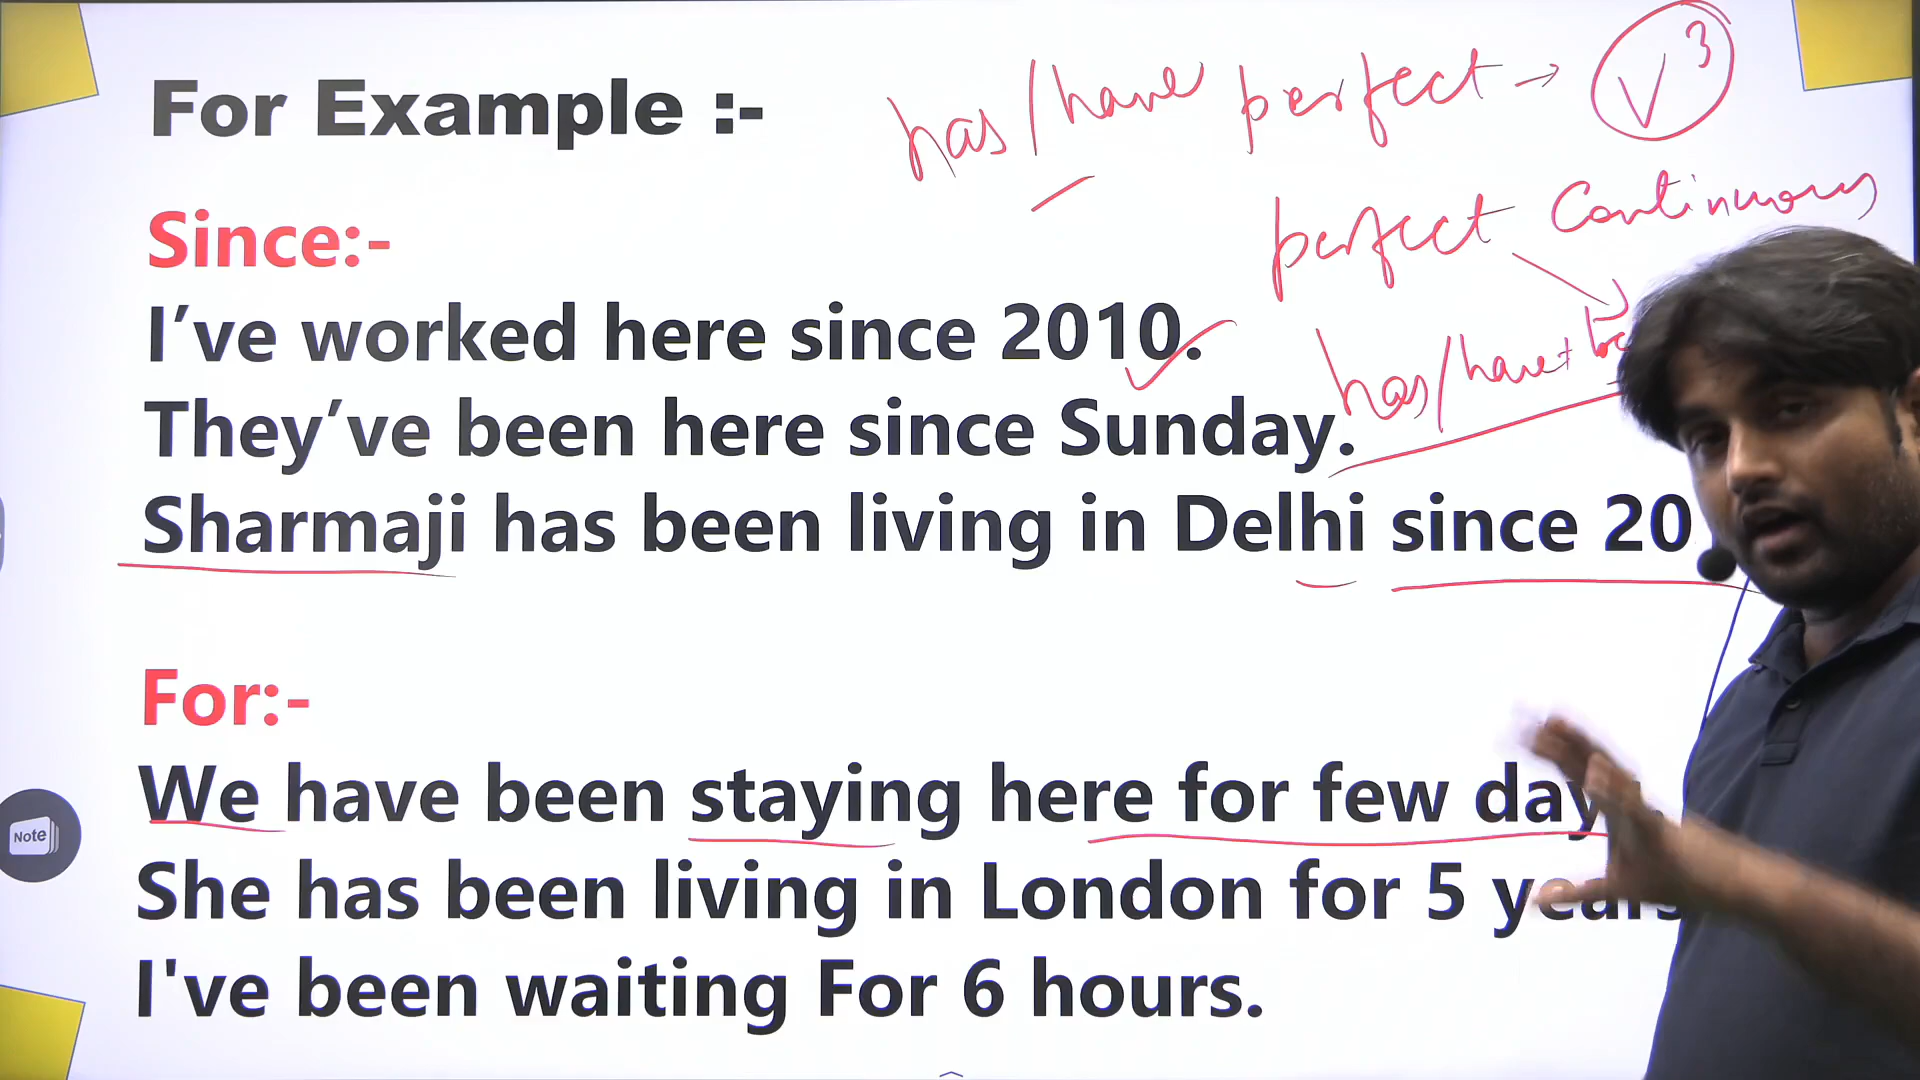 For Example :-
has/have perfect → V3
perfect Continuous
Since:-
I’ve worked here since 2010.
has/have +
They’ve been here since Sunday.
Sharmaji has been living in Delhi since 20
For:-
We have been staying here for few
Note
She has been living in London for 5 years
I've been waiting For 6 hours.